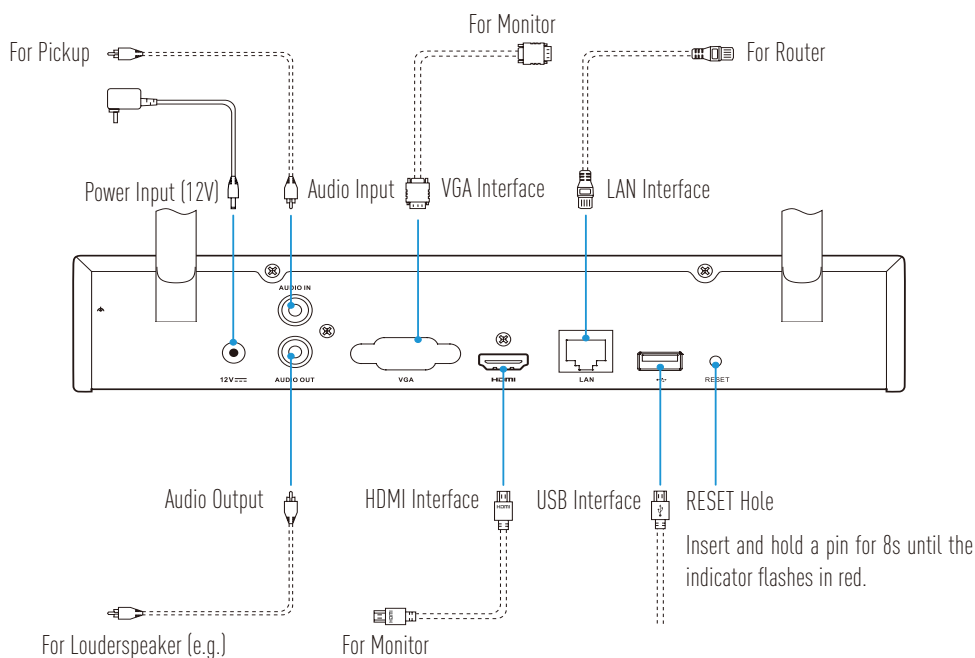 For Monitor
For Pickup
For Router
Power Input (12V)
Audio Input
VGA Interface
LAN Interface
AUDIO IN
12V
AUDIO OUT
VGA
HDMI
LAN
RESET
Audio Output
HDMI Interface
USB Interface
RESET Hole
HDMI
Insert and hold a pin for 8s until the
indicator flashes in red.
HDMI
For Louderspeaker (e.g.)
For Monitor